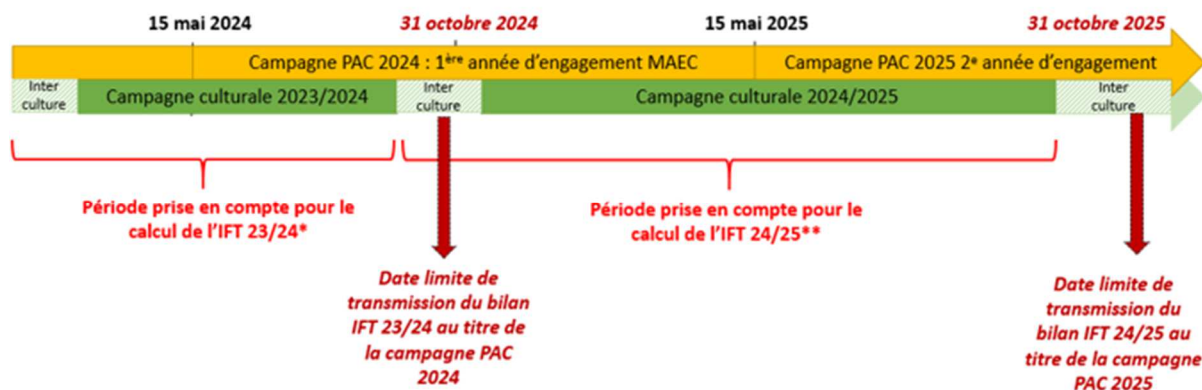 15 mai 2024
31 octobre 2024
15 mai 2025
31 octobre 2025
Campagne PAC 2024 : 1ère année d’engagement MAEC
Campagne PAC 2025 2e année d’engagement
Inter
culture
Campagne culturale 2023/2024
Inter
culture
Campagne culturale 2024/2025
Inter
culture
Période prise en compte pour le
calcul de l’IFT 23/24*
Période prise en compte pour le
calcul de l’IFT 24/25**
Date limite de
transmission du bilan
IFT 23/24 au titre de
la campagne PAC
2024
Date limite de
transmission du
bilan IFT 24/25 au
titre de la campagne
PAC 2025